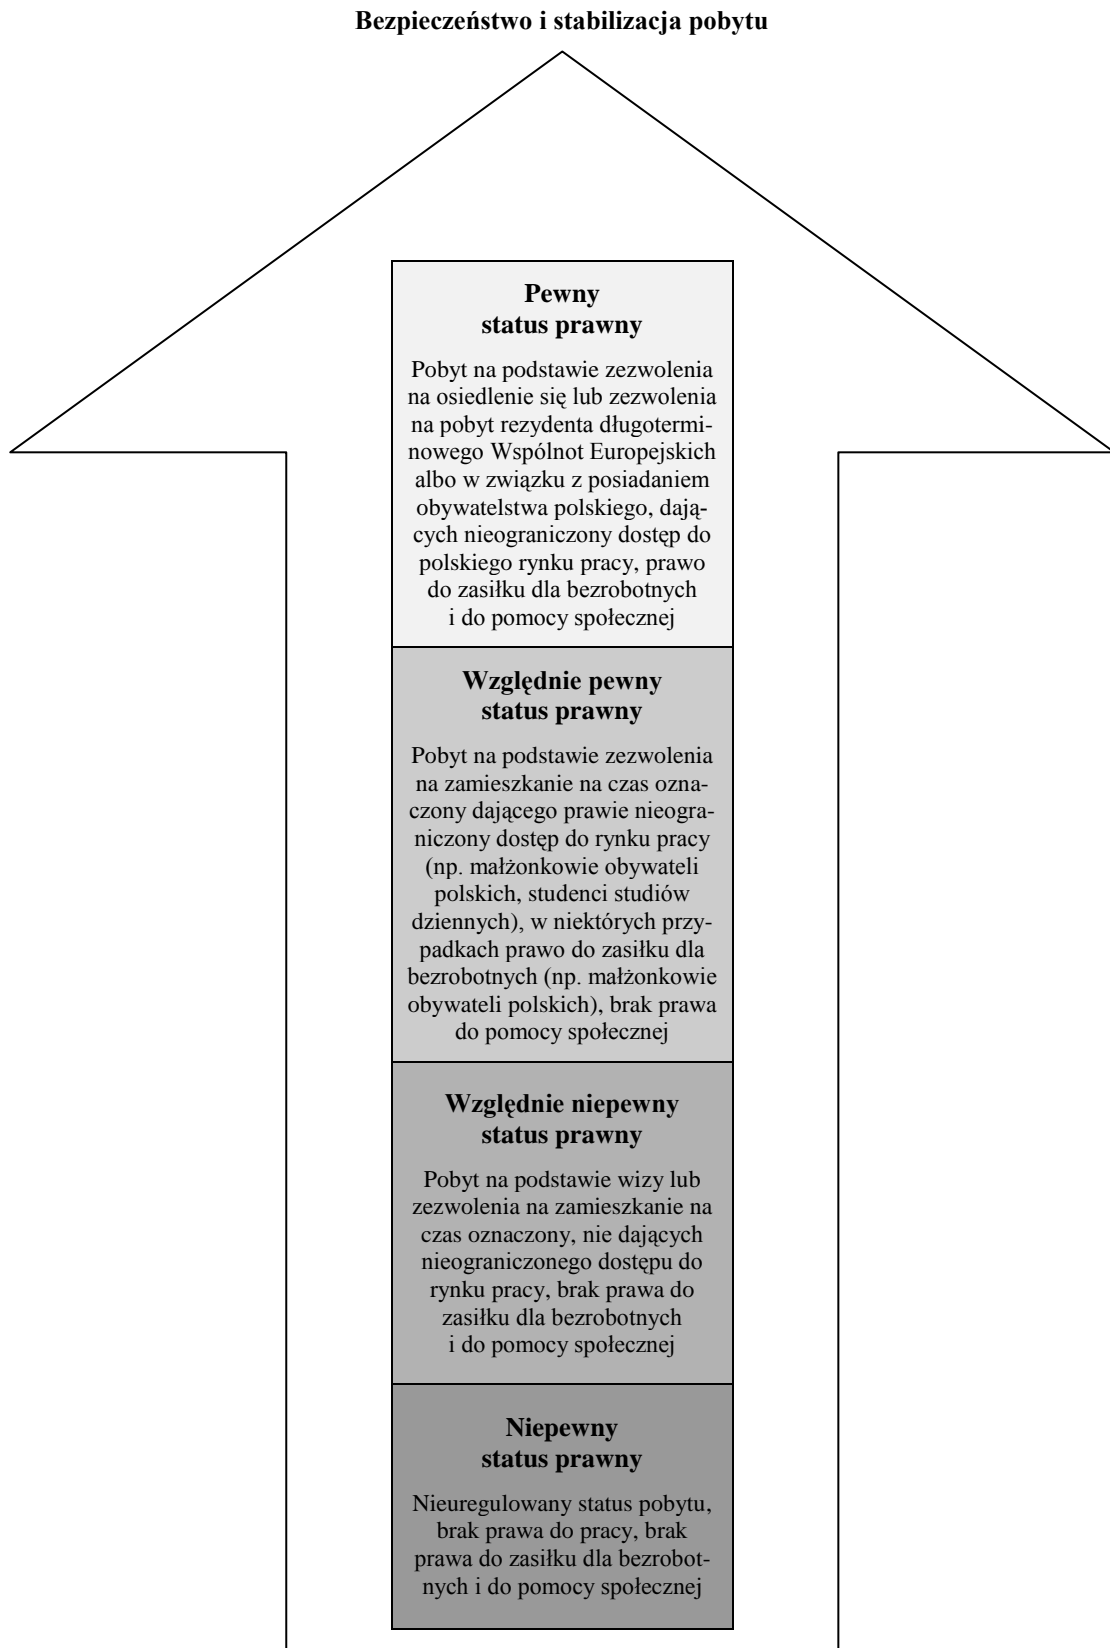 Bezpieczeństwo i stabilizacja pobytu
Pewny
status prawny
Pobyt na podstawie zezwolenia
na osiedlenie się lub zezwolenia
na pobyt rezydenta długotermi-
nowego Wspólnot Europejskich
albo w związku z posiadaniem
obywatelstwa polskiego, dają-
cych nieograniczony dostęp do
polskiego rynku pracy, prawo
do zasiłku dla bezrobotnych
i do pomocy społecznej
Względnie pewny
status prawny
Pobyt na podstawie zezwolenia
na zamieszkanie na czas ozna-
czony dającego prawie nieogra-
niczony dostęp do rynku pracy
(np. małżonkowie obywateli
polskich, studenci studiów
dziennych), w niektórych przy-
padkach prawo do zasiłku dla
bezrobotnych (np. małżonkowie
obywateli polskich), brak prawa
do pomocy społecznej
Względnie niepewny
status prawny
Pobyt na podstawie wizy lub
zezwolenia na zamieszkanie na
czas oznaczony, nie dających
nieograniczonego dostępu do
rynku pracy, brak prawa do
zasiłku dla bezrobotnych
i do pomocy społecznej
Niepewny
status prawny
Nieuregulowany status pobytu,
brak prawa do pracy, brak
prawa do zasiłku dla bezrobot-
nych i do pomocy społecznej